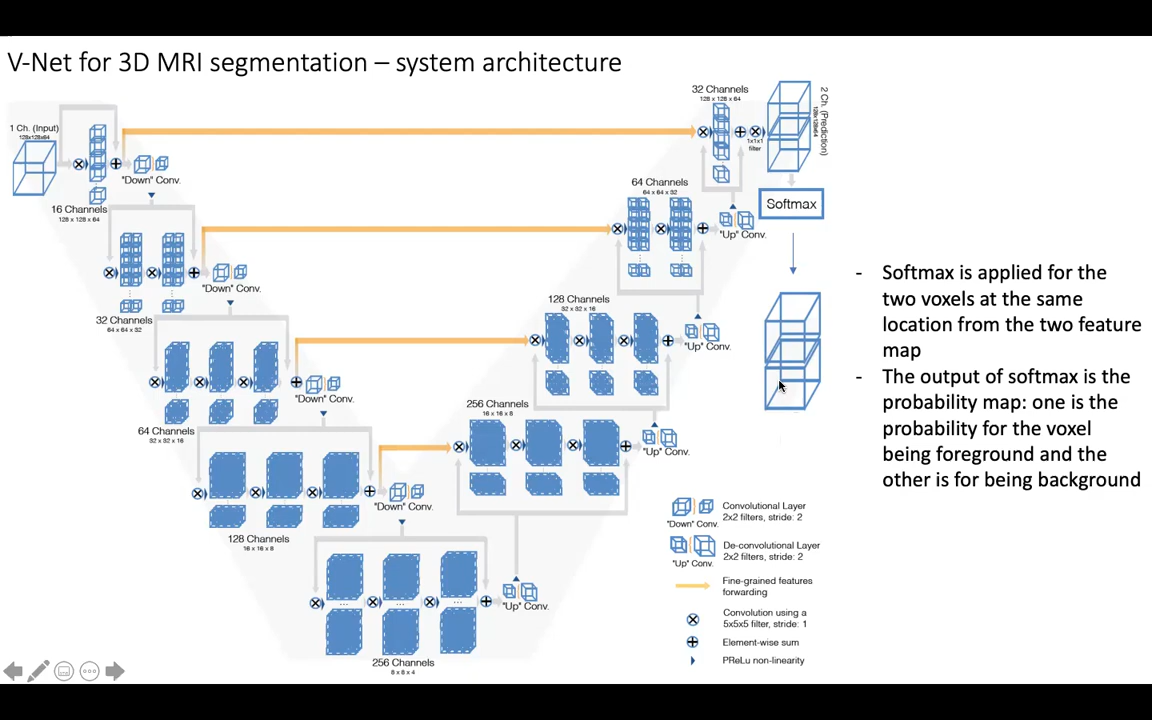 V-Net for 3D MRI segmentation – system architecture
1 Ch. (Input)
128x128x64
"Down" Conv.
16 Channels
128 x 128 x 64
"Down" Conv.
32 Channels
64 x 64 x 32
"Down" Conv.
64 Channels
32 x 32 x 16
"Down" Conv.
128 Channels
16 x 16 x 8
256 Channels
8 x 8 x 4
"Up" Conv.
256 Channels
16 x 16 x 8
"Up" Conv.
128 Channels
32 x 32 x 16
"Up" Conv.
64 Channels
64 x 64 x 32
"Up" Conv.
32 Channels
128 x 128 x 64
1x1x1
filter
2 Ch. (Prediction)
128x128x64
Softmax
- Softmax is applied for the
two voxels at the same
location from the two feature
map
- The output of softmax is the
probability map: one is the
probability for the voxel
being foreground and the
other is for being background
"Down" Conv.
Convolutional Layer
2x2 filters, stride: 2
"Up" Conv.
De-convolutional Layer
2x2 filters, stride: 2
Fine-grained features
forwarding
Convolution using a
5x5x5 filter, stride: 1
Element-wise sum
PReLu non-linearity